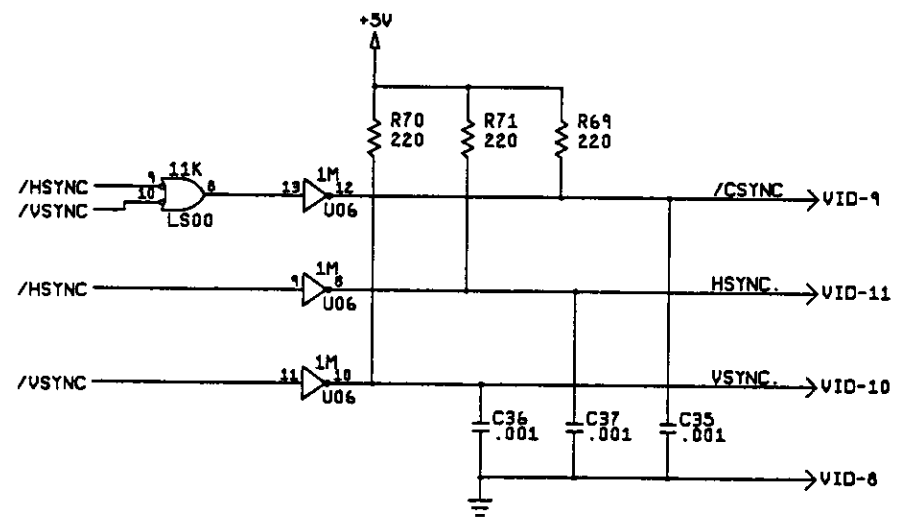 +5V
R70
220
R71
220
R69
220
/HSYNC
/VSYNC
9
10
11K
8
LS00
13
1M
12
U06
/CSYNC
VID-9
/HSYNC
9
1M
8
U06
HSYNC.
VID-11
/VSYNC
11
1M
10
U06
VSYNC.
VID-10
C36
.001
C37
.001
C35
.001
VID-8